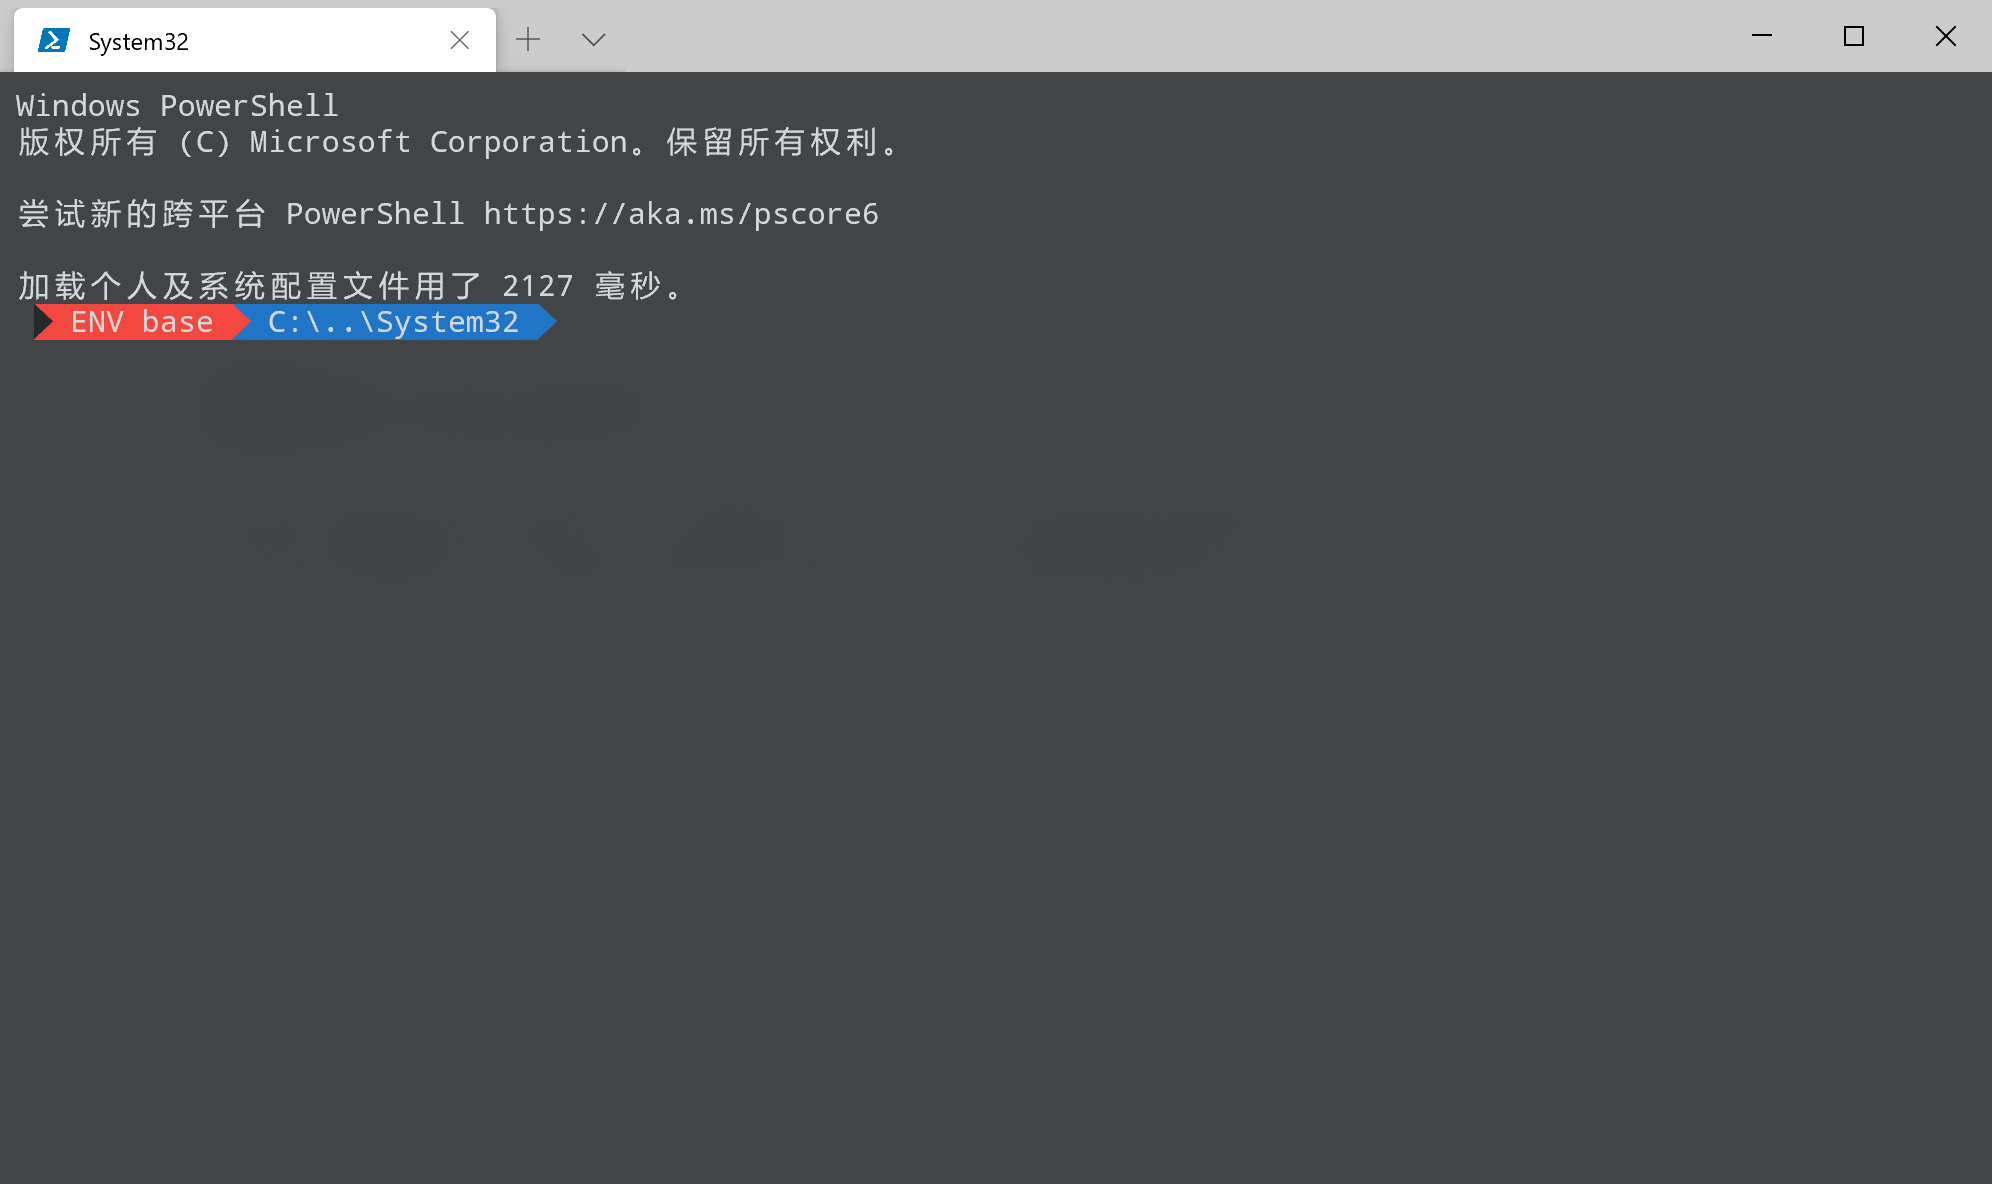 System32
Windows PowerShell
版权所有 (C) Microsoft Corporation。保留所有权利。
尝试新的跨平台 PowerShell https://aka.ms/pscore6
加载个人及系统配置文件用了 2127 毫秒。
ENV base C:\..\System32